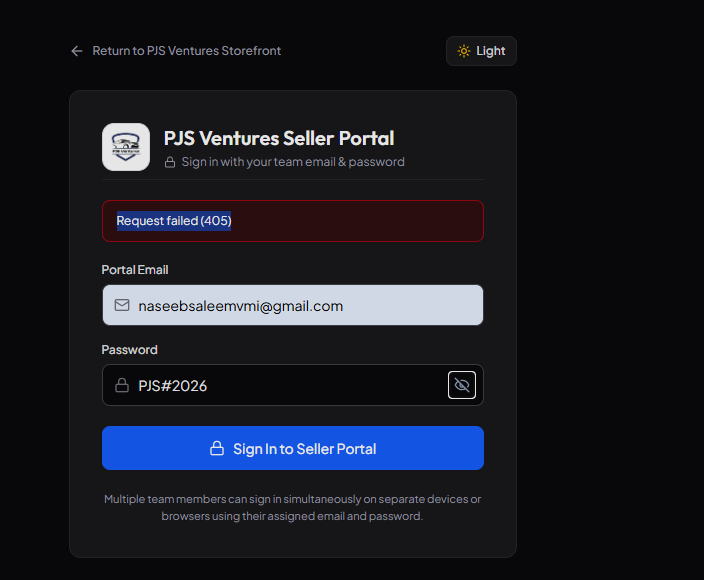 Return to PJS Ventures Storefront
Light
PJS Ventures Seller Portal
Sign in with your team email & password
Request failed (405)
Portal Email
naseebsaleemvmi@gmail.com
Password
PJS#2026
Sign In to Seller Portal
Multiple team members can sign in simultaneously on separate devices or
browsers using their assigned email and password.